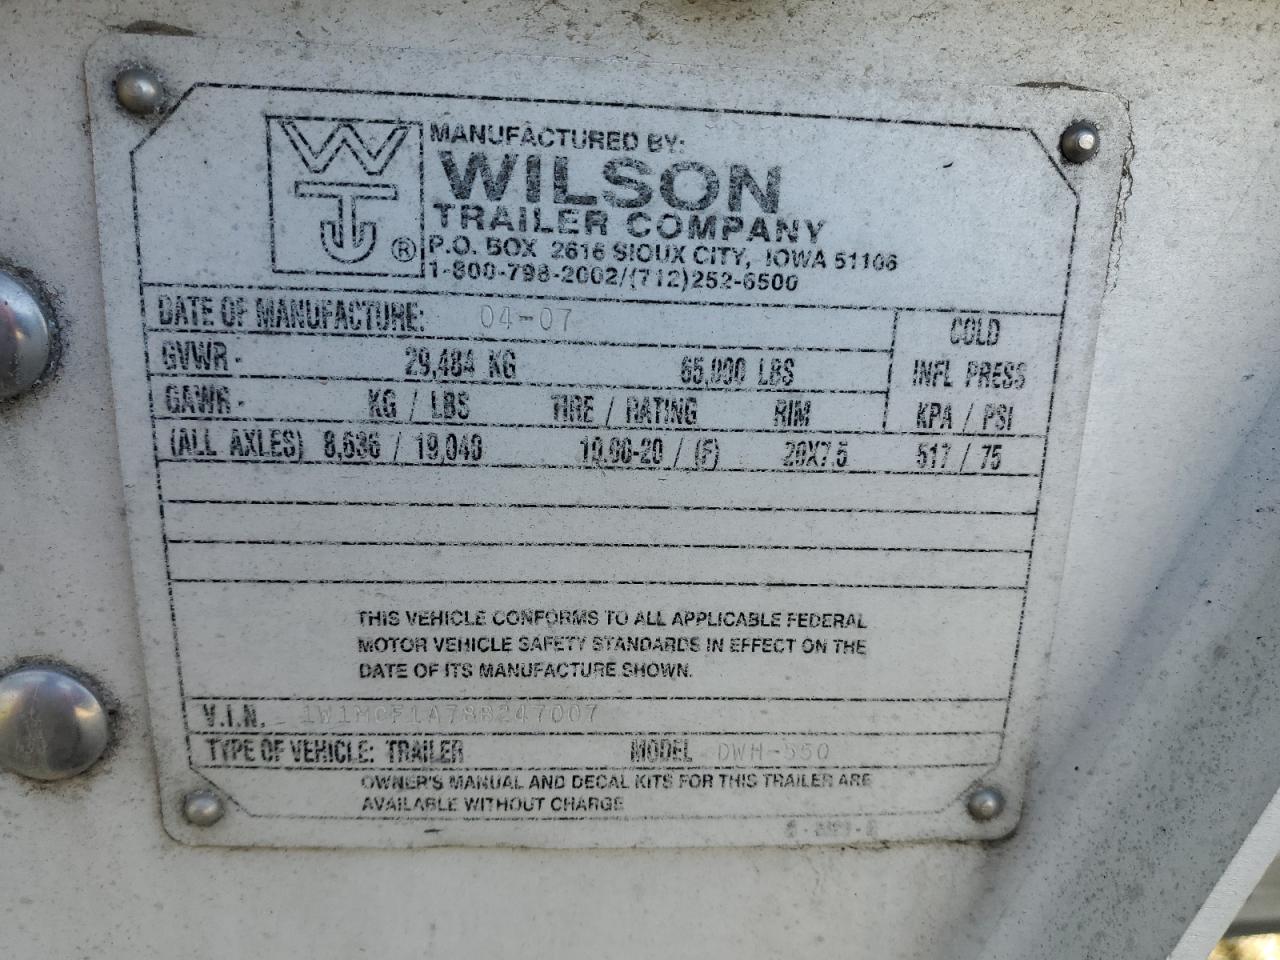 WTJ®
MANUFACTURED BY:
WILSON
TRAILER COMPANY
P.O. BOX 2616 SIOUX CITY, IOWA 51106
1-800-798-2002/(712)252-6500
DATE OF MANUFACTURE: 04-07
COLD
GVWR - 29,484 KG 65,000 LBS
INFL PRESS
GAWR - KG / LBS TIRE / RATING RIM KPA / PSI
(ALL AXLES) 8,636 / 19,040 10.00-20 / (F) 20X7.5 517 / 75
THIS VEHICLE CONFORMS TO ALL APPLICABLE FEDERAL
MOTOR VEHICLE SAFETY STANDARDS IN EFFECT ON THE
DATE OF ITS MANUFACTURE SHOWN.
V.I.N.
TYPE OF VEHICLE: TRAILER MODEL DWH-550
OWNER'S MANUAL AND DECAL KITS FOR THIS TRAILER ARE
AVAILABLE WITHOUT CHARGE